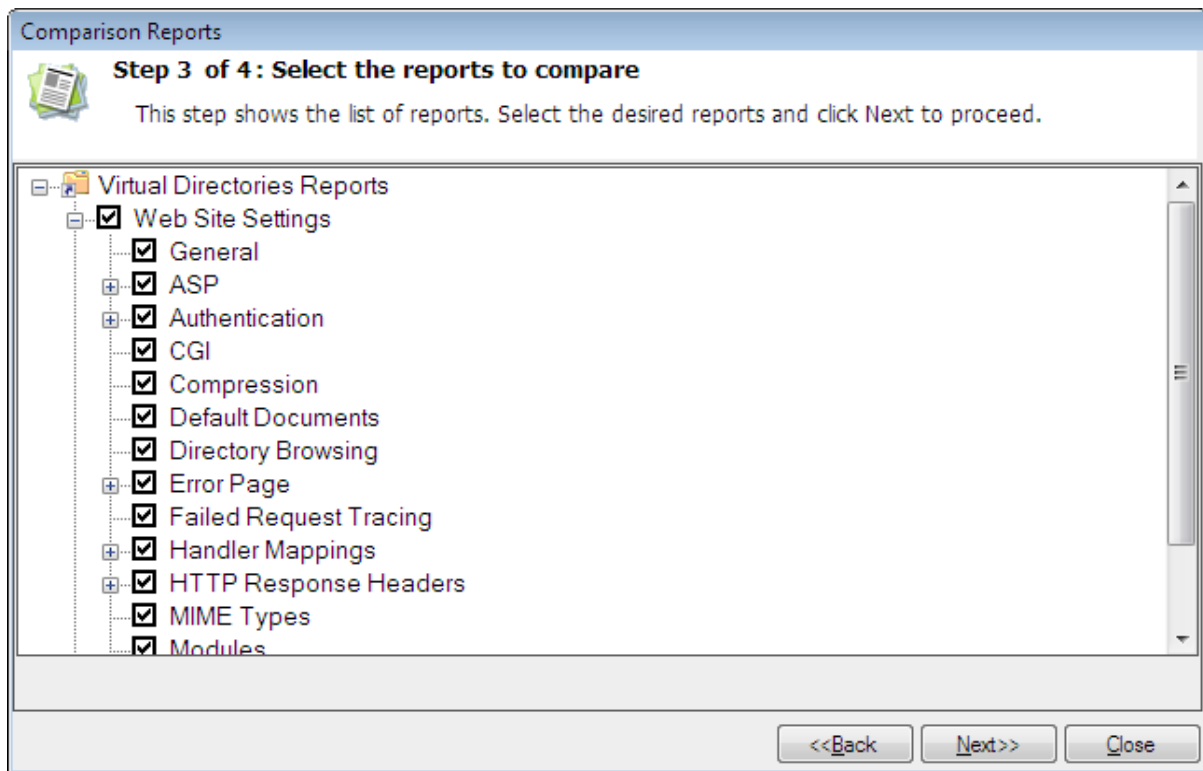 Comparison Reports
Step 3 of 4: Select the reports to compare
This step shows the list of reports. Select the desired reports and click Next to proceed.
Virtual Directories Reports
Web Site Settings
General
ASP
Authentication
CGI
Compression
Default Documents
Directory Browsing
Error Page
Failed Request Tracing
Handler Mappings
HTTP Response Headers
MIME Types
Modules
<<Back Next>> Close